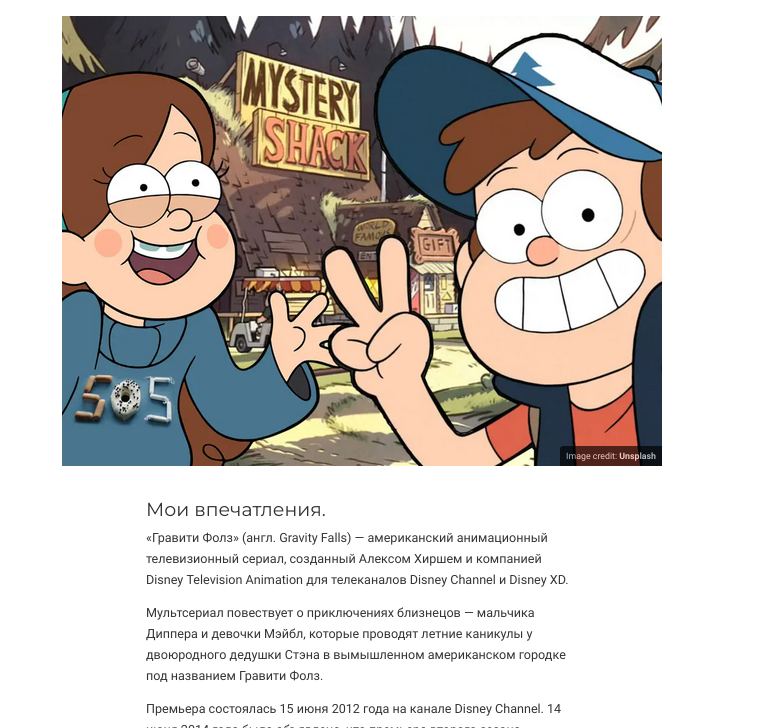 MYSTERY
SHACK
WORLD
FAMOUS
GIFT
SOS
Image credit: Unsplash
Мои впечатления.
«Гравити Фолз» (англ. Gravity Falls) — американский анимационный
телевизионный сериал, созданный Алексом Хиршем и компанией
Disney Television Animation для телеканалов Disney Channel и Disney XD.
Мультсериал повествует о приключениях близнецов — мальчика
Диппера и девочки Мэйбл, которые проводят летние каникулы у
двоюродного дедушки Стэна в вымышленном американском городке
под названием Гравити Фолз.
Премьера состоялась 15 июня 2012 года на канале Disney Channel. 14